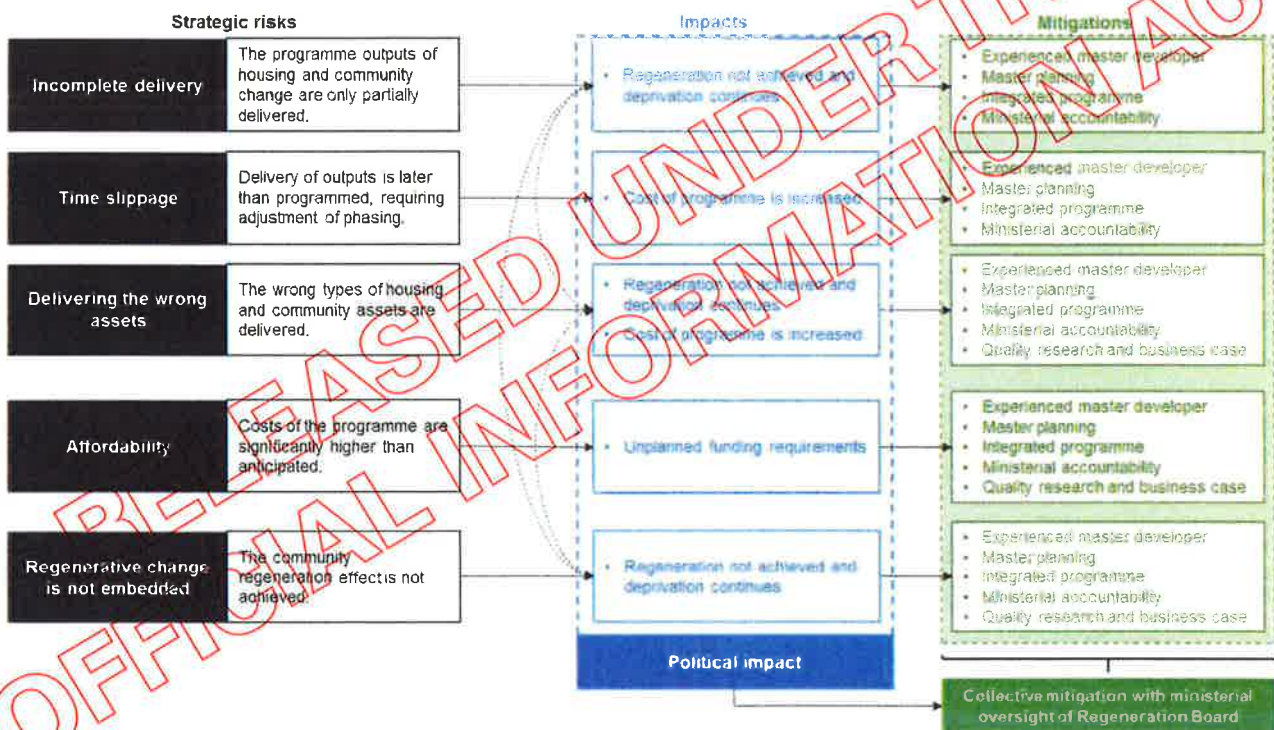 Strategic risks
Impacts
Mitigations
Incomplete delivery
The programme outputs of
housing and community
change are only partially
delivered.
• Regeneration not achieved and
deprivation continues
• Experienced master developer
• Master planning
• Integrated programme
• Ministerial accountability
Time slippage
Delivery of outputs is later
than programmed, requiring
adjustment of phasing.
• Cost of programme is increased
• Experienced master developer
• Master planning
• Integrated programme
• Ministerial accountability
Delivering the wrong
assets
The wrong types of housing
and community assets are
delivered.
• Regeneration not achieved and
deprivation continues
• Cost of programme is increased
• Experienced master developer
• Master planning
• Integrated programme
• Ministerial accountability
• Quality research and business case
Affordability
Costs of the programme are
significantly higher than
anticipated.
• Unplanned funding requirements
• Experienced master developer
• Master planning
• Integrated programme
• Ministerial accountability
• Quality research and business case
Regenerative change
is not embedded
The community
regeneration effect is not
achieved.
• Regeneration not achieved and
deprivation continues
• Experienced master developer
• Master planning
• Integrated programme
• Ministerial accountability
• Quality research and business case
Political impact
Collective mitigation with ministerial
oversight of Regeneration Board
RELEASED UNDER
OFFICIAL INFORMATION